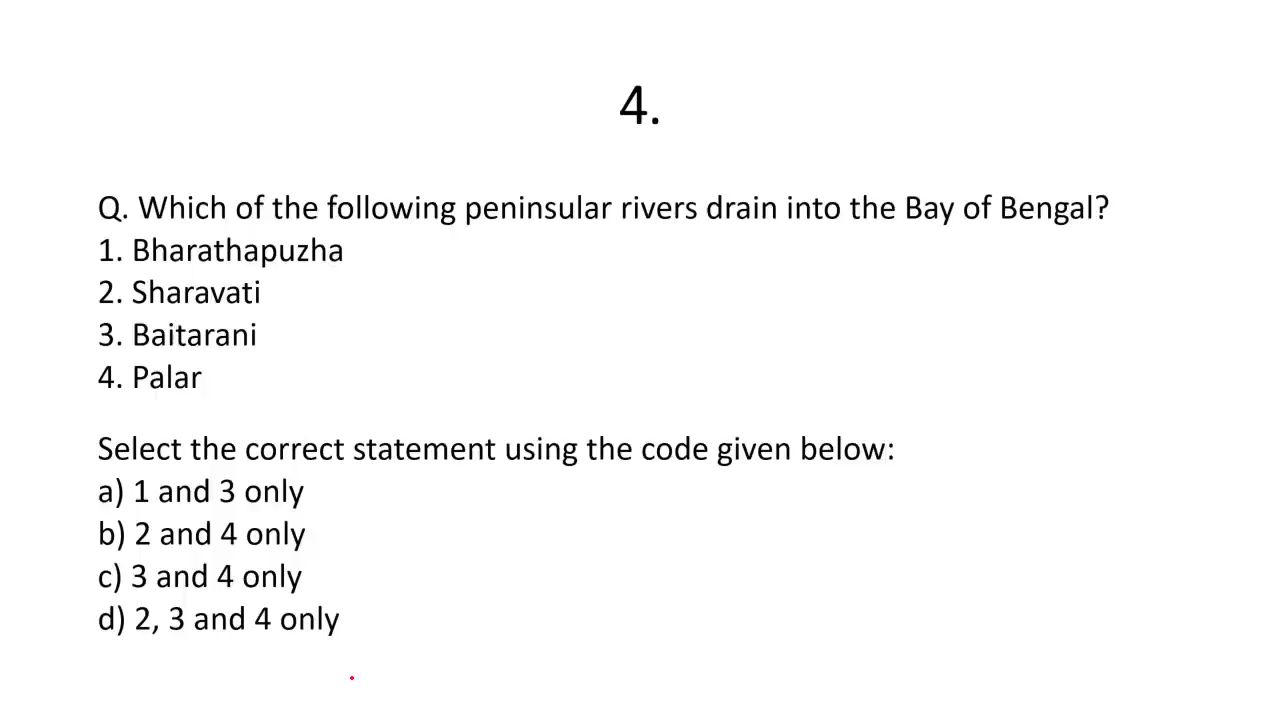 4.
Q. Which of the following peninsular rivers drain into the Bay of Bengal?
1. Bharathapuzha
2. Sharavati
3. Baitarani
4. Palar
Select the correct statement using the code given below:
a) 1 and 3 only
b) 2 and 4 only
c) 3 and 4 only
d) 2, 3 and 4 only